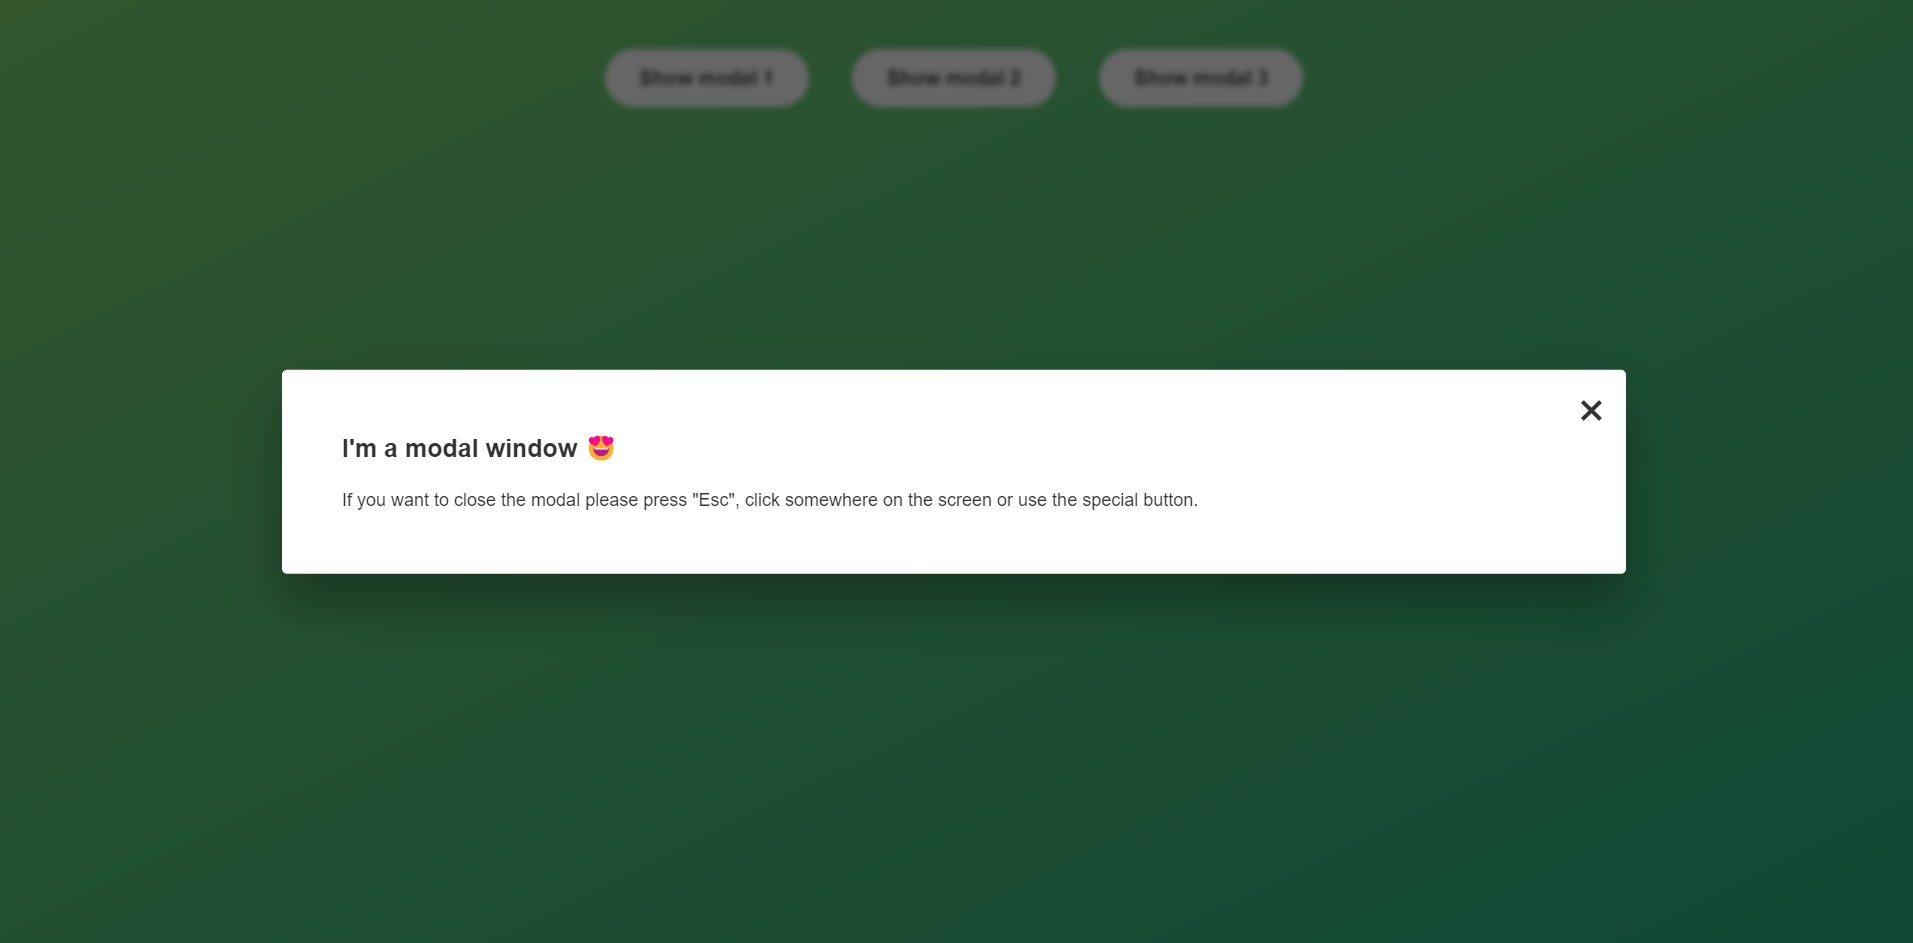 Show modal 1
Show modal 2
Show modal 3
I'm a modal window 😍
If you want to close the modal please press "Esc", click somewhere on the screen or use the special button.